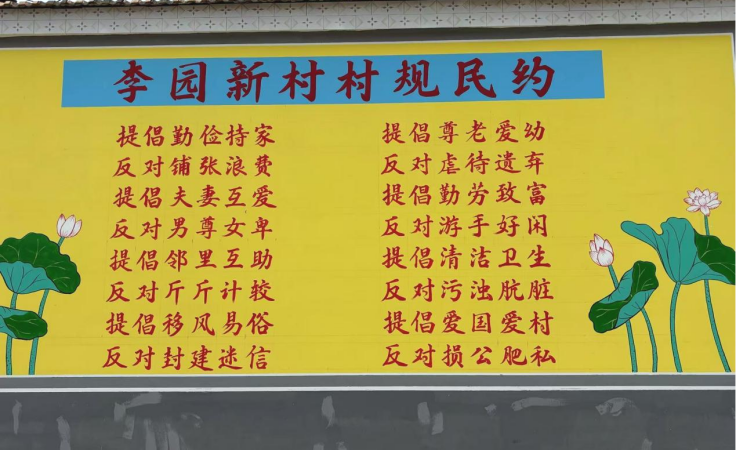 李园新村村规民约
提倡勤俭持家
反对铺张浪费
提倡夫妻互爱
反对男尊女卑
提倡邻里互助
反对斤斤计较
提倡移风易俗
反对封建迷信
提倡尊老爱幼
反对虐待遗弃
提倡勤劳致富
反对游手好闲
提倡清洁卫生
反对污浊肮脏
提倡爱国爱村
反对损公肥私